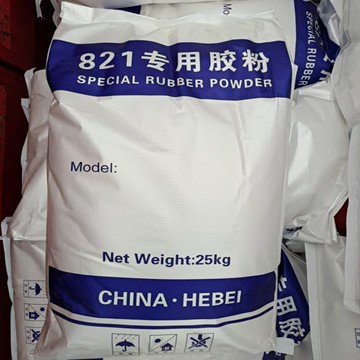 821专用胶粉
SPECIAL RUBBER POWDER
Model:
Net Weight:25kg
CHINA·HEBEI